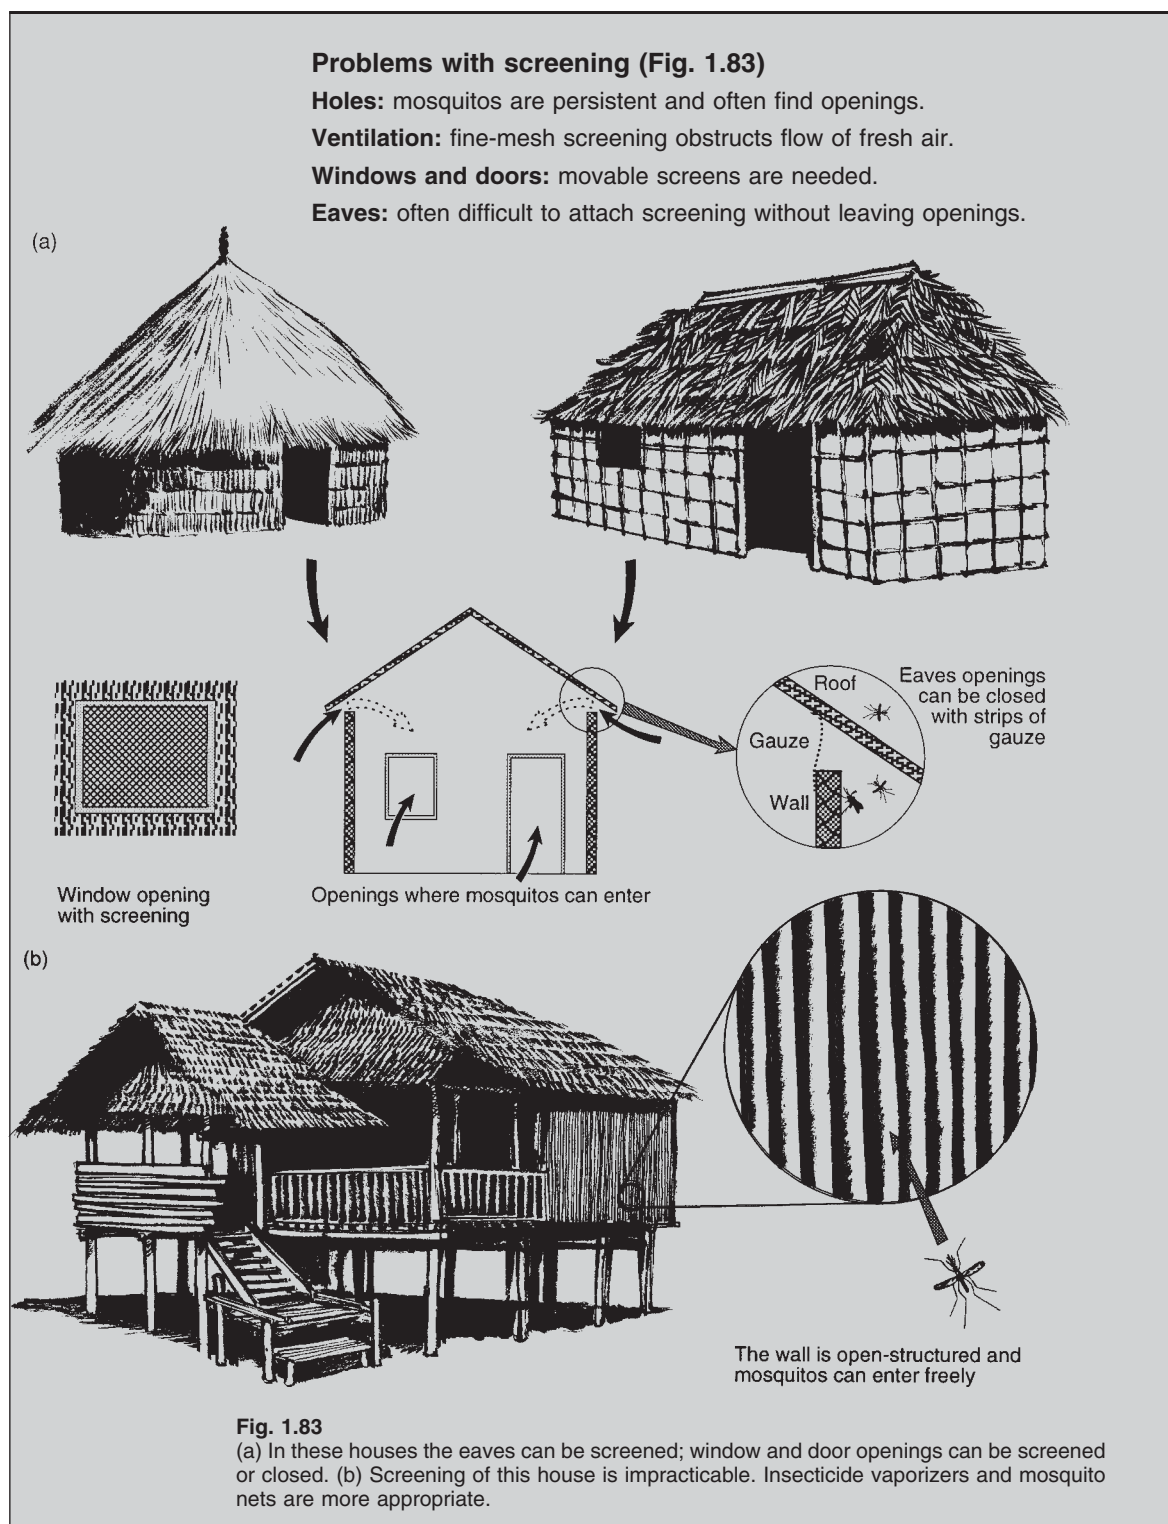 Problems with screening (Fig. 1.83)
Holes: mosquitos are persistent and often find openings.
Ventilation: fine-mesh screening obstructs flow of fresh air.
Windows and doors: movable screens are needed.
Eaves: often difficult to attach screening without leaving openings.
(a)
Roof
Gauze
Wall
Eaves openings
can be closed
with strips of
gauze
Window opening
with screening
Openings where mosquitos can enter
(b)
The wall is open-structured and
mosquitos can enter freely
Fig. 1.83
(a) In these houses the eaves can be screened; window and door openings can be screened
or closed. (b) Screening of this house is impracticable. Insecticide vaporizers and mosquito
nets are more appropriate.